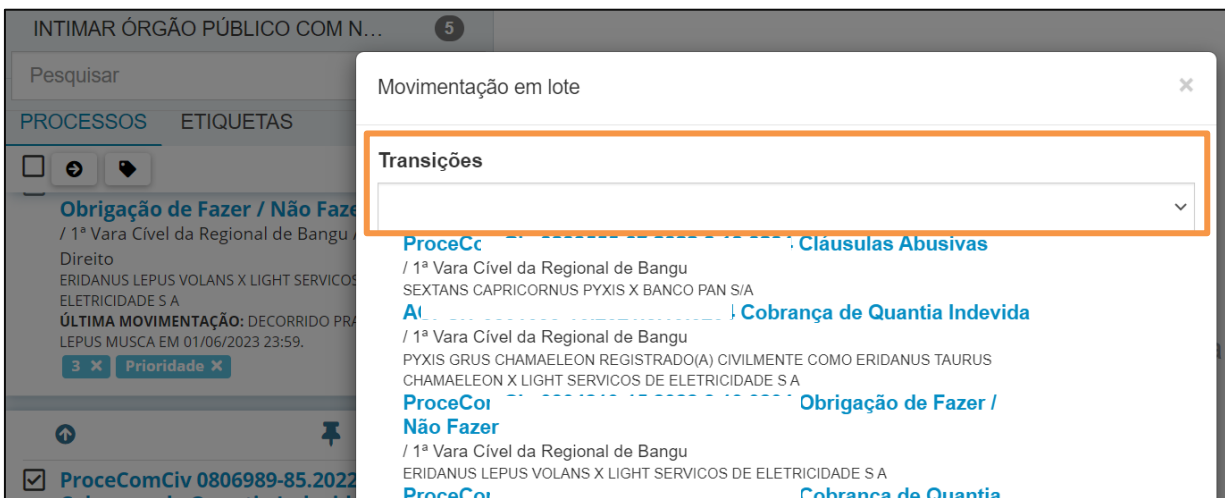 INTIMAR ÓRGÃO PÚBLICO COM N... 5
Pesquisar
PROCESSOS ETIQUETAS
Obrigação de Fazer / Não Faze
/ 1ª Vara Cível da Regional de Bangu /
Direito
ERIDANUS LEPUS VOLANS X LIGHT SERVICOS
ELETRICIDADE S A
ÚLTIMA MOVIMENTAÇÃO: DECORRIDO PRA
LEPUS MUSCA EM 01/06/2023 23:59.
3 × Prioridade ×
ProceComCiv 0806989-85.2022
Movimentação em lote ×
Transições
Cláusulas Abusivas
/ 1ª Vara Cível da Regional de Bangu
SEXTANS CAPRICORNUS PYXIS X BANCO PAN S/A
Cobrança de Quantia Indevida
/ 1ª Vara Cível da Regional de Bangu
PYXIS GRUS CHAMAELEON REGISTRADO(A) CIVILMENTE COMO ERIDANUS TAURUS
CHAMAELEON X LIGHT SERVICOS DE ELETRICIDADE S A
Obrigação de Fazer /
Não Fazer
/ 1ª Vara Cível da Regional de Bangu
ERIDANUS LEPUS VOLANS X LIGHT SERVICOS DE ELETRICIDADE S A
Cobrança de Quantia